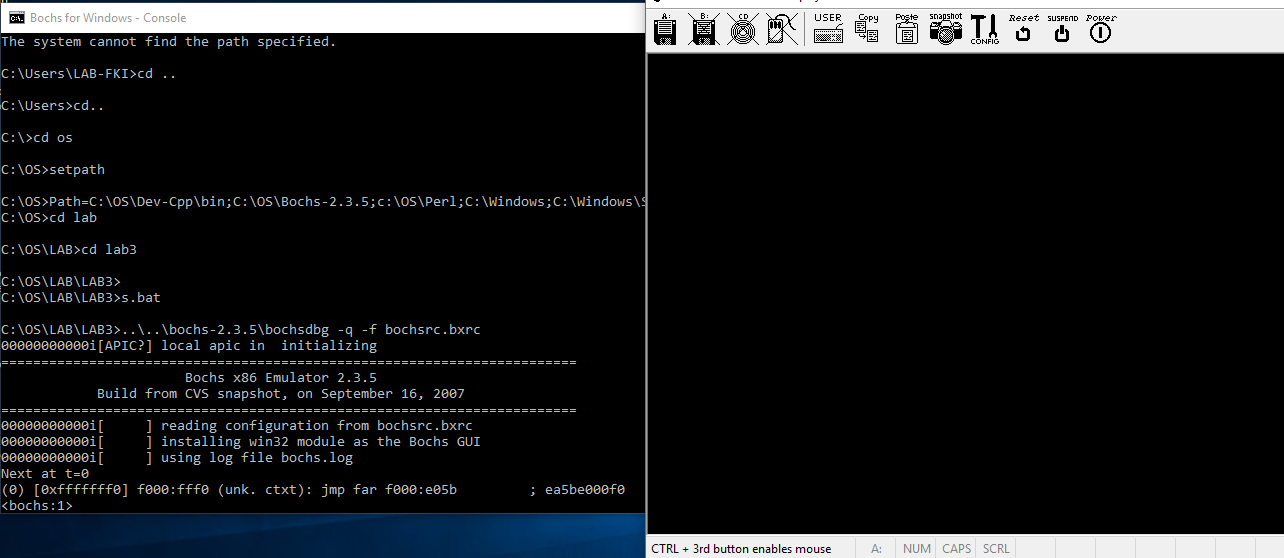 Bochs for Windows - Console
The system cannot find the path specified.
C:\Users\LAB-FKI>cd ..
C:\Users>cd..
C:\>cd os
C:\OS>setpath
C:\OS>Path=C:\OS\Dev-Cpp\bin;C:\OS\Bochs-2.3.5;c:\OS\Perl;C:\Windows;C:\Windows\S
C:\OS>cd lab
C:\OS\LAB>cd lab3
C:\OS\LAB\LAB3>
C:\OS\LAB\LAB3>s.bat
C:\OS\LAB\LAB3>..\..\bochs-2.3.5\bochsdbg -q -f bochsrc.bxrc
00000000000i[APIC?] local apic in  initializing
========================================================================
Bochs x86 Emulator 2.3.5
Build from CVS snapshot, on September 16, 2007
========================================================================
00000000000i[     ] reading configuration from bochsrc.bxrc
00000000000i[     ] installing win32 module as the Bochs GUI
00000000000i[     ] using log file bochs.log
Next at t=0
(0) [0xfffffff0] f000:fff0 (unk. ctxt): jmp far f000:e05b         ; ea5be000f0
<bochs:1>
A: B: CD USER Copy Paste snapshot CONFIG Reset SUSPEND Power
CTRL + 3rd button enables mouse A: NUM CAPS SCRL